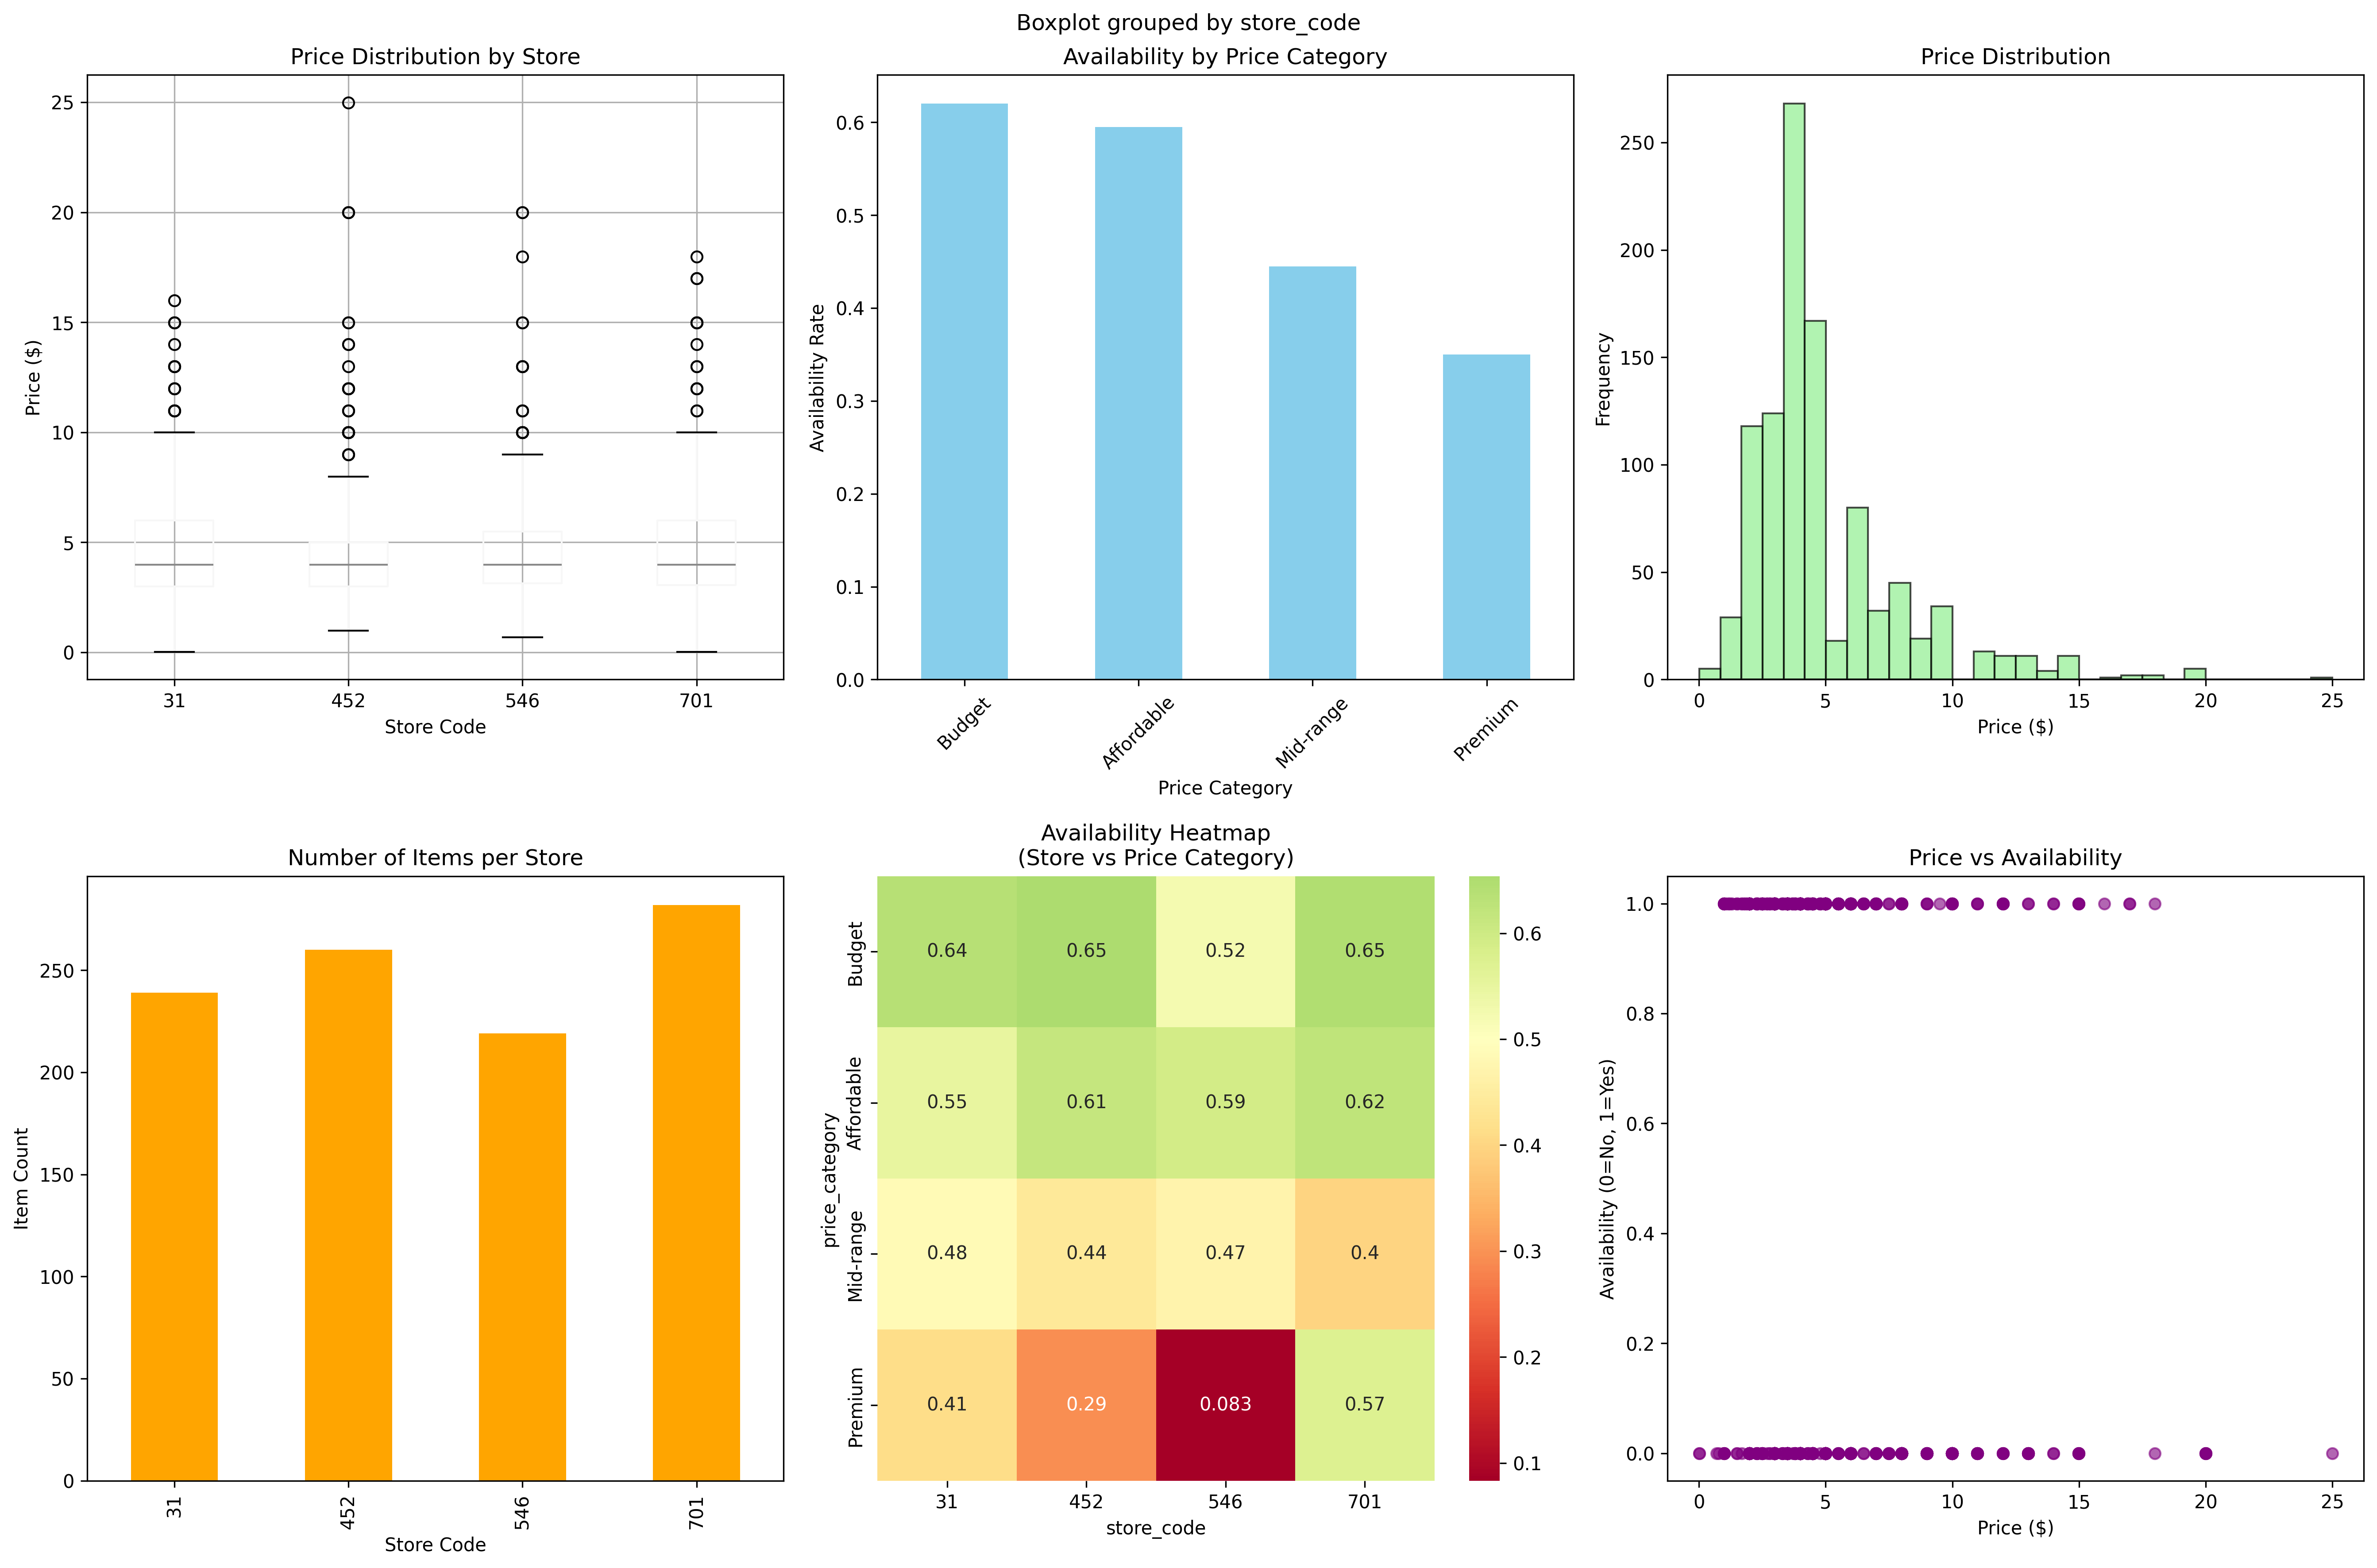 Boxplot grouped by store_code
Price Distribution by Store
Price ($)
25
20
15
10
5
0
31 452 546 701
Store Code
Availability by Price Category
Availability Rate
0.6
0.5
0.4
0.3
0.2
0.1
0.0
Budget Affordable Mid-range Premium
Price Category
Price Distribution
Frequency
250
200
150
100
50
0
0 5 10 15 20 25
Price ($)
Number of Items per Store
Item Count
250
200
150
100
50
0
31 452 546 701
Store Code
Availability Heatmap
(Store vs Price Category)
price_category
Budget
0.64 0.65 0.52 0.65
Affordable
0.55 0.61 0.59 0.62
Mid-range
0.48 0.44 0.47 0.4
Premium
0.41 0.29 0.083 0.57
31 452 546 701
store_code
0.6
0.5
0.4
0.3
0.2
0.1
Price vs Availability
Availability (0=No, 1=Yes)
1.0
0.8
0.6
0.4
0.2
0.0
0 5 10 15 20 25
Price ($)